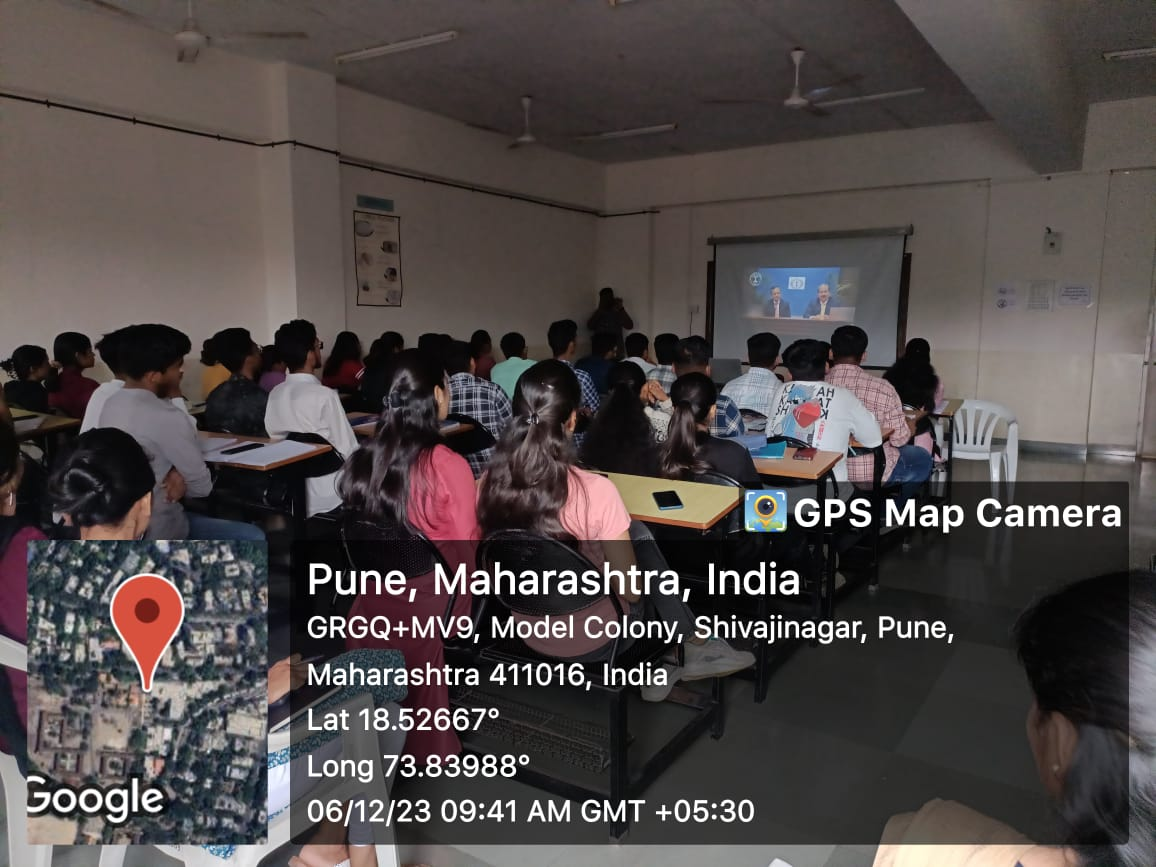 GPS Map Camera
Pune, Maharashtra, India
GRGQ+MV9, Model Colony, Shivajinagar, Pune,
Maharashtra 411016, India
Lat 18.52667°
Long 73.83988°
06/12/23 09:41 AM GMT +05:30
Google